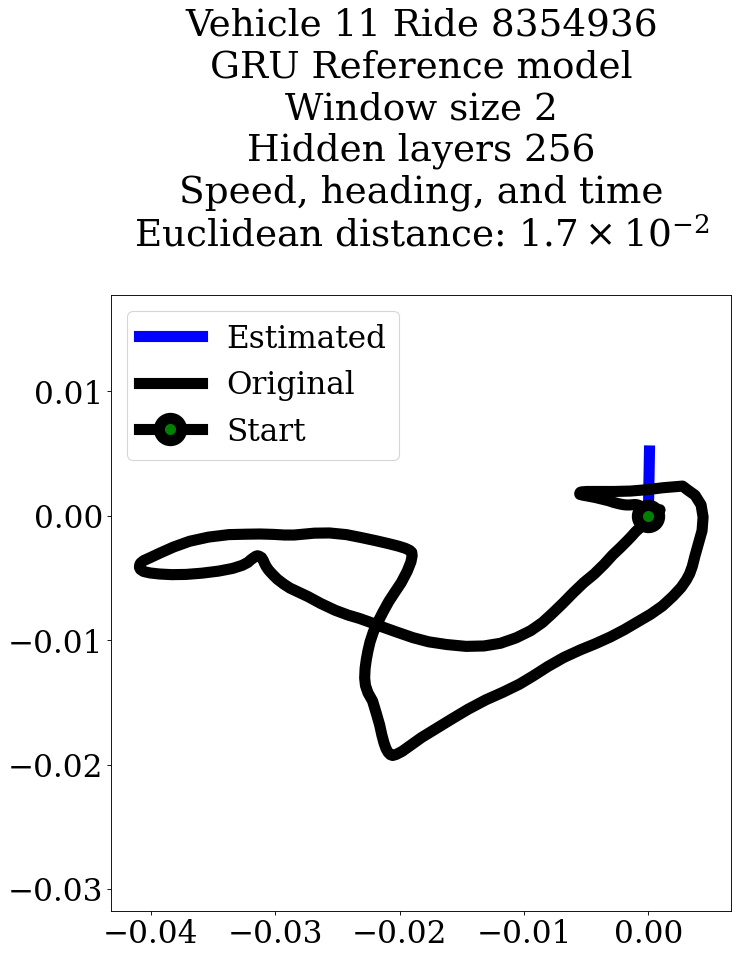 Vehicle 11 Ride 8354936
GRU Reference model
Window size 2
Hidden layers 256
Speed, heading, and time
Euclidean distance: 1.7 × 10⁻²
Estimated
Original
Start
0.01
0.00
−0.01
−0.02
−0.03
−0.04 −0.03 −0.02 −0.01 0.00